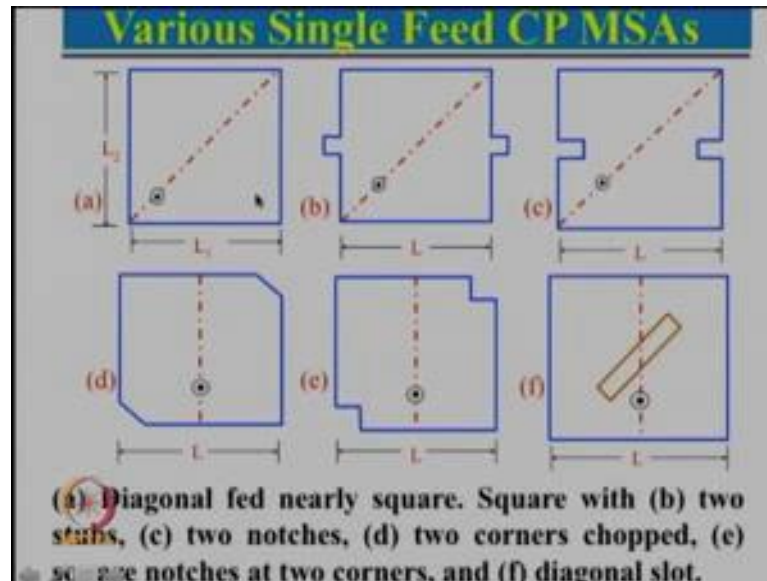 Various Single Feed CP MSAs
L₂
(a)
L₁
(b)
L
(c)
L
(d)
L
(e)
L
(f)
L
(a) Diagonal fed nearly square. Square with (b) two
stubs, (c) two notches, (d) two corners chopped, (e)
notches at two corners, and (f) diagonal slot.